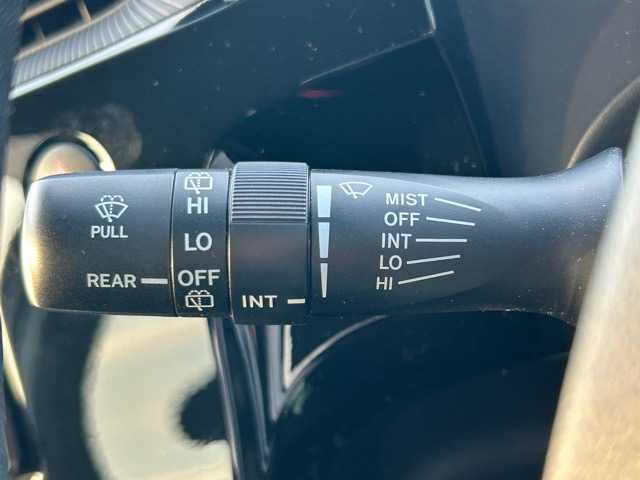 PULL
REAR
HI
LO
OFF
INT
MIST
OFF
INT
LO
HI